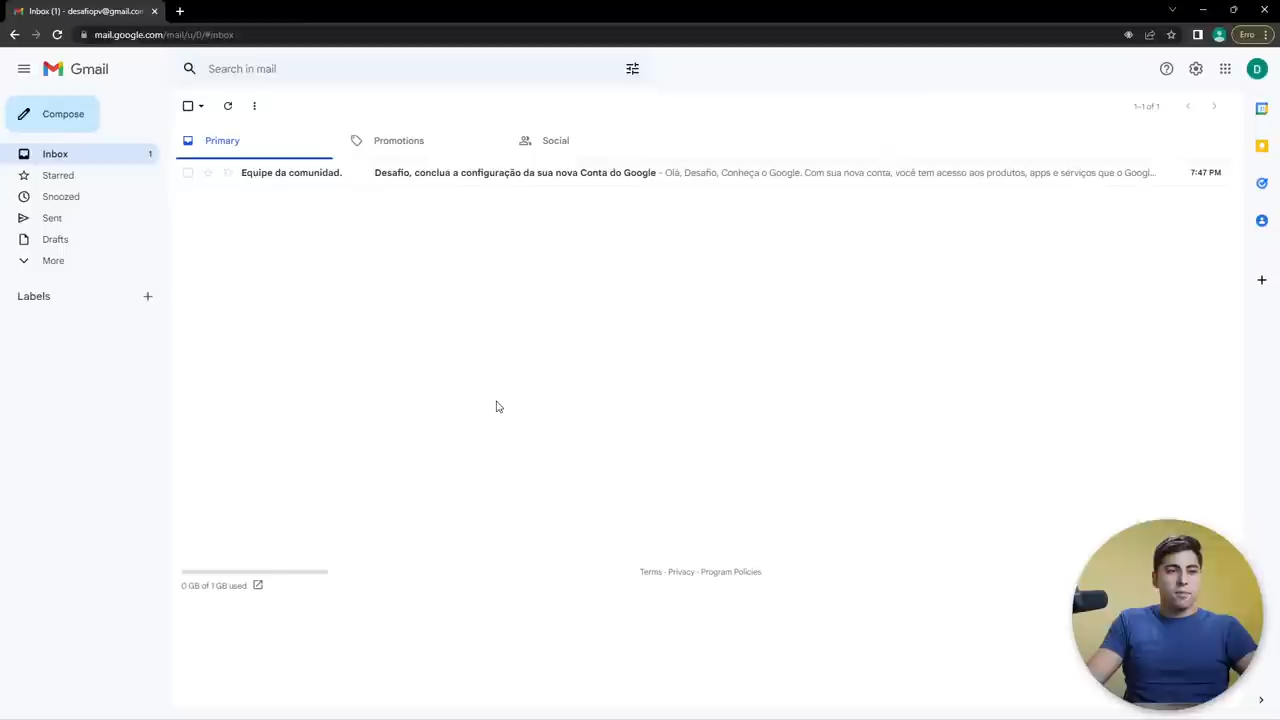 Inbox (1) - desafiopv@gmail.com
mail.google.com/mail/u/0/#inbox
Erro
Gmail
Search in mail
D
Compose
1–1 of 1
Primary
Promotions
Social
Inbox 1
Equipe da comunidad. Desafio, conclua a configuração da sua nova Conta do Google - Olá, Desafio, Conheça o Google. Com sua nova conta, você tem acesso aos produtos, apps e serviços que o Googl... 7:47 PM
Starred
Snoozed
Sent
Drafts
More
Labels
0 GB of 1 GB used
Terms · Privacy · Program Policies